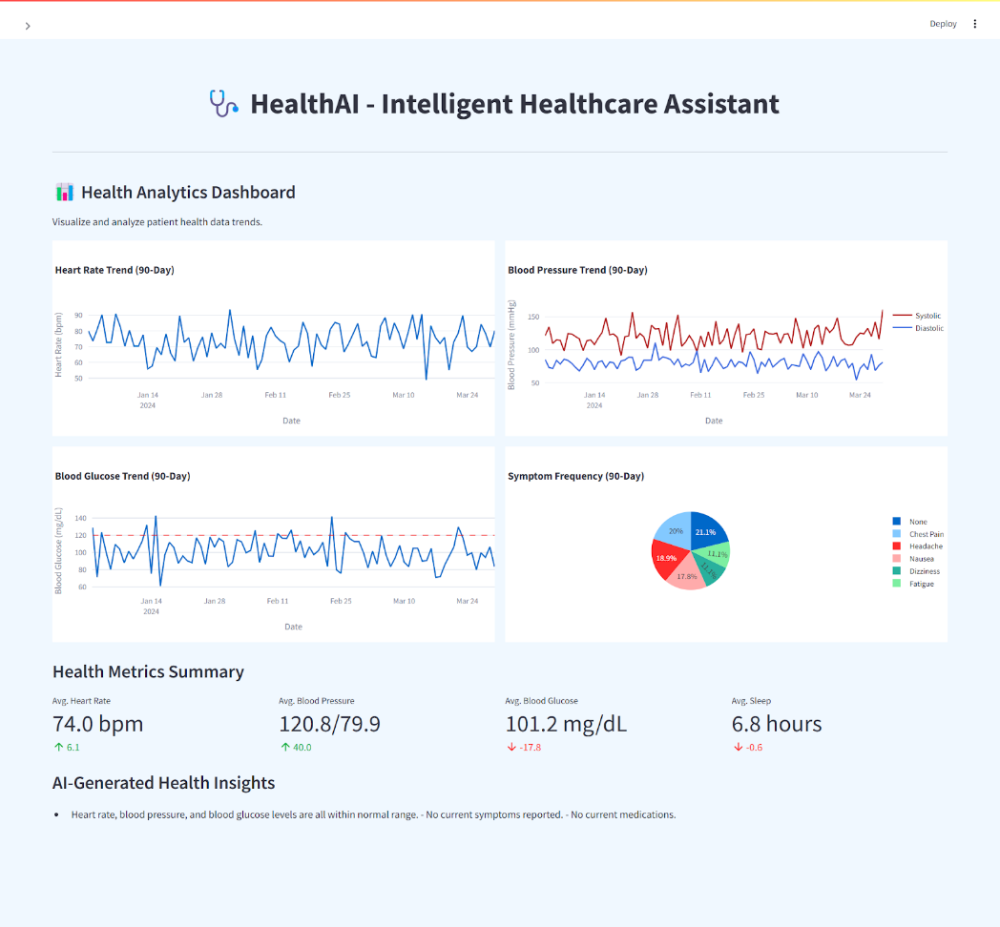 Deploy
HealthAI - Intelligent Healthcare Assistant
Health Analytics Dashboard
Visualize and analyze patient health data trends.
Heart Rate Trend (90-Day)
Heart Rate (bpm)
90
80
70
60
50
Jan 14
2024
Jan 28
Feb 11
Feb 25
Mar 10
Mar 24
Date
Blood Pressure Trend (90-Day)
Blood Pressure (mmHg)
150
100
50
Jan 14
2024
Jan 28
Feb 11
Feb 25
Mar 10
Mar 24
Date
Systolic
Diastolic
Blood Glucose Trend (90-Day)
Blood Glucose (mg/dL)
140
120
100
80
60
Jan 14
2024
Jan 28
Feb 11
Feb 25
Mar 10
Mar 24
Date
Symptom Frequency (90-Day)
20%
21.1%
18.9%
11.1%
17.8%
11.1%
None
Chest Pain
Headache
Nausea
Dizziness
Fatigue
Health Metrics Summary
Avg. Heart Rate
74.0 bpm
↑ 6.1
Avg. Blood Pressure
120.8/79.9
↑ 40.0
Avg. Blood Glucose
101.2 mg/dL
↓ -17.8
Avg. Sleep
6.8 hours
↓ -0.6
AI-Generated Health Insights
• Heart rate, blood pressure, and blood glucose levels are all within normal range. - No current symptoms reported. - No current medications.